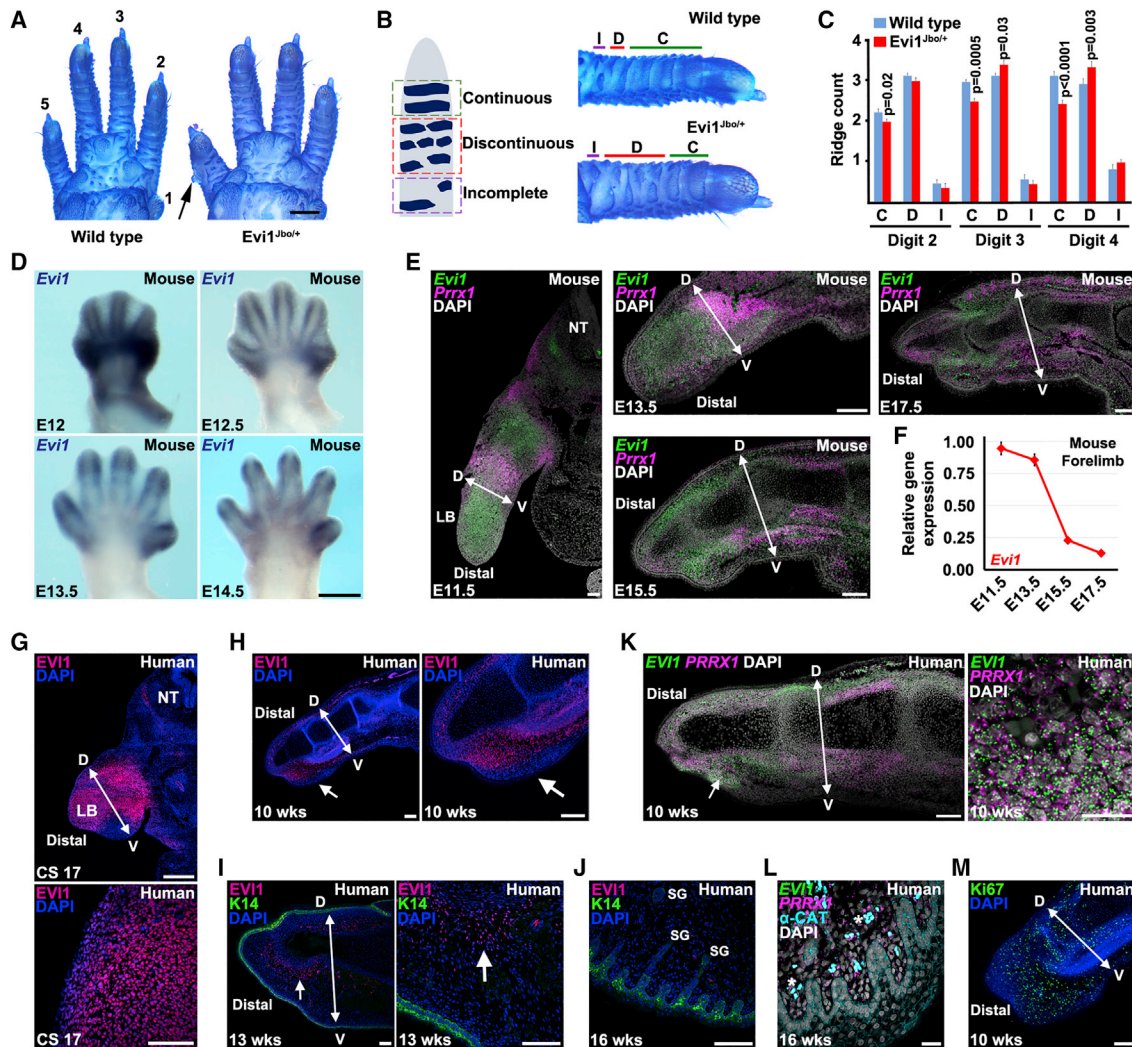 A
4
3
2
5
1
Wild type
Evi1Jbo/+
B
Continuous
Discontinuous
Incomplete
Wild type
I D C
Evi1Jbo/+
I D C
C
Wild type
Evi1Jbo/+
Ridge count
4
3
2
1
p=0.02
p=0.0005
p=0.03
p<0.0001
p=0.003
C D I C D I C D I
Digit 2 Digit 3 Digit 4
D
Evi1 Mouse
E12
Evi1 Mouse
E12.5
Evi1 Mouse
E13.5
Evi1 Mouse
E14.5
E
Evi1 Mouse
Prrx1
DAPI
NT
D
V
LB
Distal
E11.5
Evi1 Mouse
Prrx1
DAPI
D
V
Distal
E13.5
Evi1 Mouse
Prrx1
DAPI
D
V
Distal
E17.5
Evi1 Mouse
Prrx1
DAPI
D
Distal
V
E15.5
F
Mouse
Forelimb
Relative gene
expression
1.00
0.75
0.50
0.25
0.00
Evi1
E11.5
E13.5
E15.5
E17.5
G
EVI1 Human
DAPI
NT
D
LB
Distal
V
CS 17
EVI1 Human
DAPI
CS 17
H
EVI1 Human
DAPI
D
Distal
V
10 wks
EVI1 Human
DAPI
10 wks
I
EVI1 Human
K14
DAPI
D
Distal
V
13 wks
EVI1 Human
K14
DAPI
13 wks
J
EVI1 Human
K14
DAPI
SG
SG
SG
16 wks
K
EVI1 PRRX1 DAPI Human
D
Distal
V
10 wks
EVI1 Human
PRRX1
DAPI
10 wks
L
EVI1 Human
PRRX1
α-CAT
DAPI
*
*
16 wks
M
Ki67 Human
DAPI
D
V
Distal
10 wks